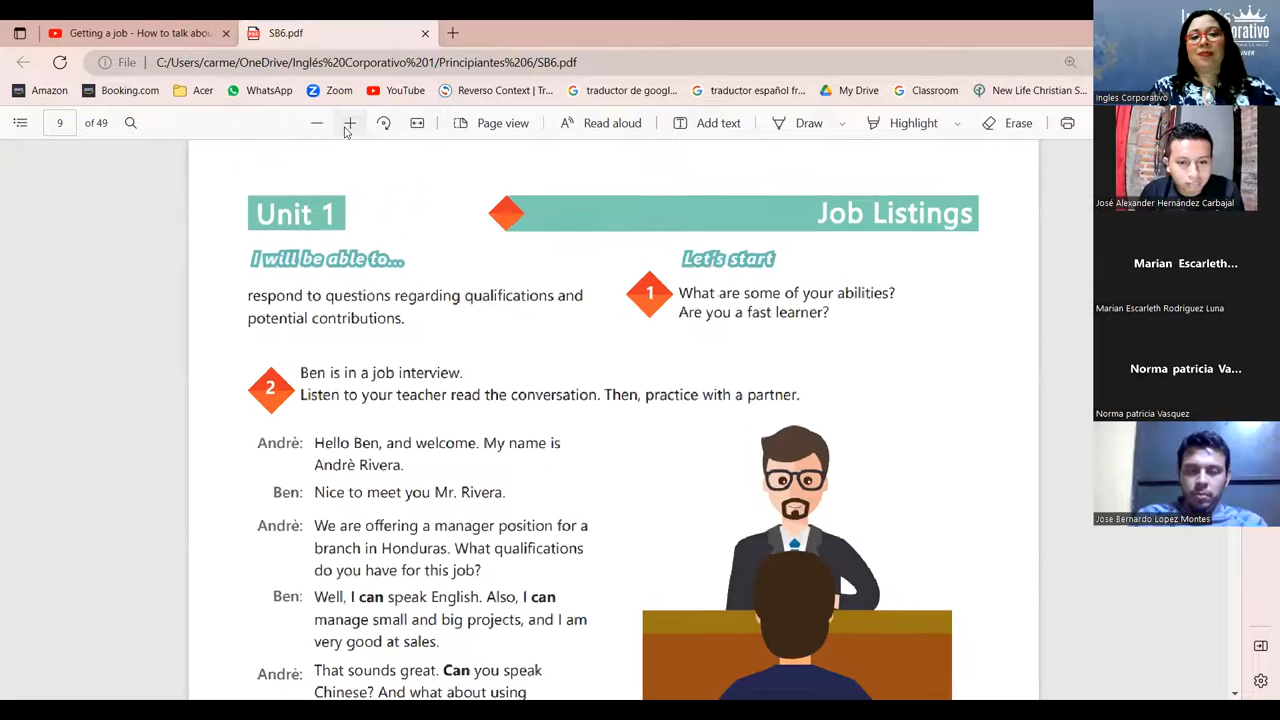 Getting a job - How to talk abou
SB6.pdf
File
C:/Users/carme/OneDrive/Inglés%20Corporativo%201/Principiantes%206/SB6.pdf
Amazon
Booking.com
Acer
WhatsApp
Zoom
YouTube
Reverso Context | Tr...
traductor de googl...
traductor español fr...
My Drive
Classroom
New Life Christian S...
9 of 49
Page view
Read aloud
Add text
Draw
Highlight
Erase
Unit 1
Job Listings
I will be able to...
respond to questions regarding qualifications and
potential contributions.
Let's start
1
What are some of your abilities?
Are you a fast learner?
2
Ben is in a job interview.
Listen to your teacher read the conversation. Then, practice with a partner.
Andrè: Hello Ben, and welcome. My name is
Andrè Rivera.
Ben: Nice to meet you Mr. Rivera.
Andrè: We are offering a manager position for a
branch in Honduras. What qualifications
do you have for this job?
Ben: Well, I can speak English. Also, I can
manage small and big projects, and I am
very good at sales.
Andrè: That sounds great. Can you speak
Chinese? And what about using
Ingles Corporativo
José Alexander Hernández Carbajal
Marian Escarleth...
Marian Escarleth Rodriguez Luna
Norma patricia Va...
Norma patricia Vasquez
Jose Bernardo Lopez Montes